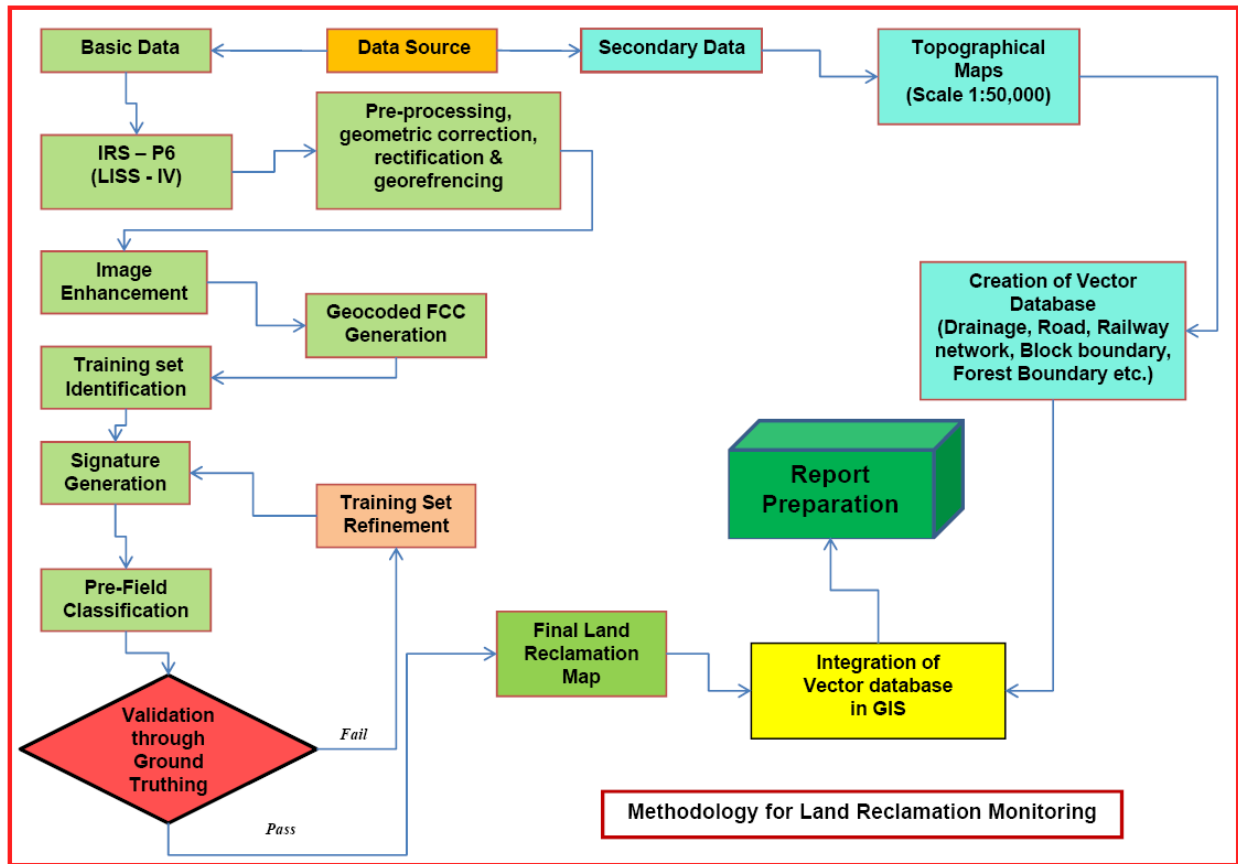 Basic Data
Data Source
Secondary Data
Topographical
Maps
(Scale 1:50,000)
IRS – P6
(LISS - IV)
Pre-processing,
geometric correction,
rectification &
georefrencing
Image
Enhancement
Geocoded FCC
Generation
Creation of Vector
Database
(Drainage, Road, Railway
network, Block boundary,
Forest Boundary etc.)
Training set
Identification
Signature
Generation
Training Set
Refinement
Report
Preparation
Pre-Field
Classification
Final Land
Reclamation
Map
Integration of
Vector database
in GIS
Validation
through
Ground
Truthing
Fail
Pass
Methodology for Land Reclamation Monitoring